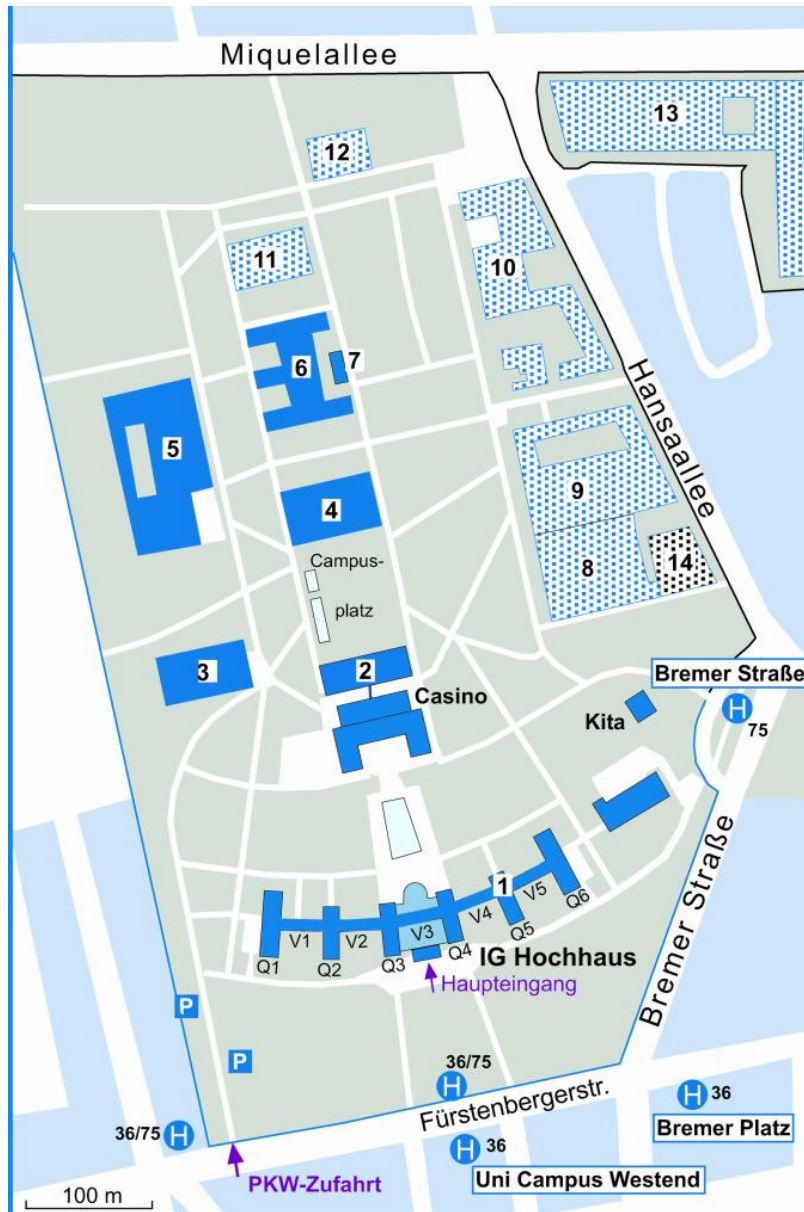 Miquelallee
13
12
10
11
7
6
Hansaallee
5
9
4
14
8
Campus-
platz
3
2
Bremer Straße
Casino
H
75
Kita
Bremer Straße
1
Q6
V5
V4
Q5
V3
Q4
V1
V2
Q3
Q1
Q2
IG Hochhaus
Haupteingang
P
P
36/75
H
Fürstenbergerstr.
H 36
Bremer Platz
36/75 H
H 36
Uni Campus Westend
PKW-Zufahrt
100 m